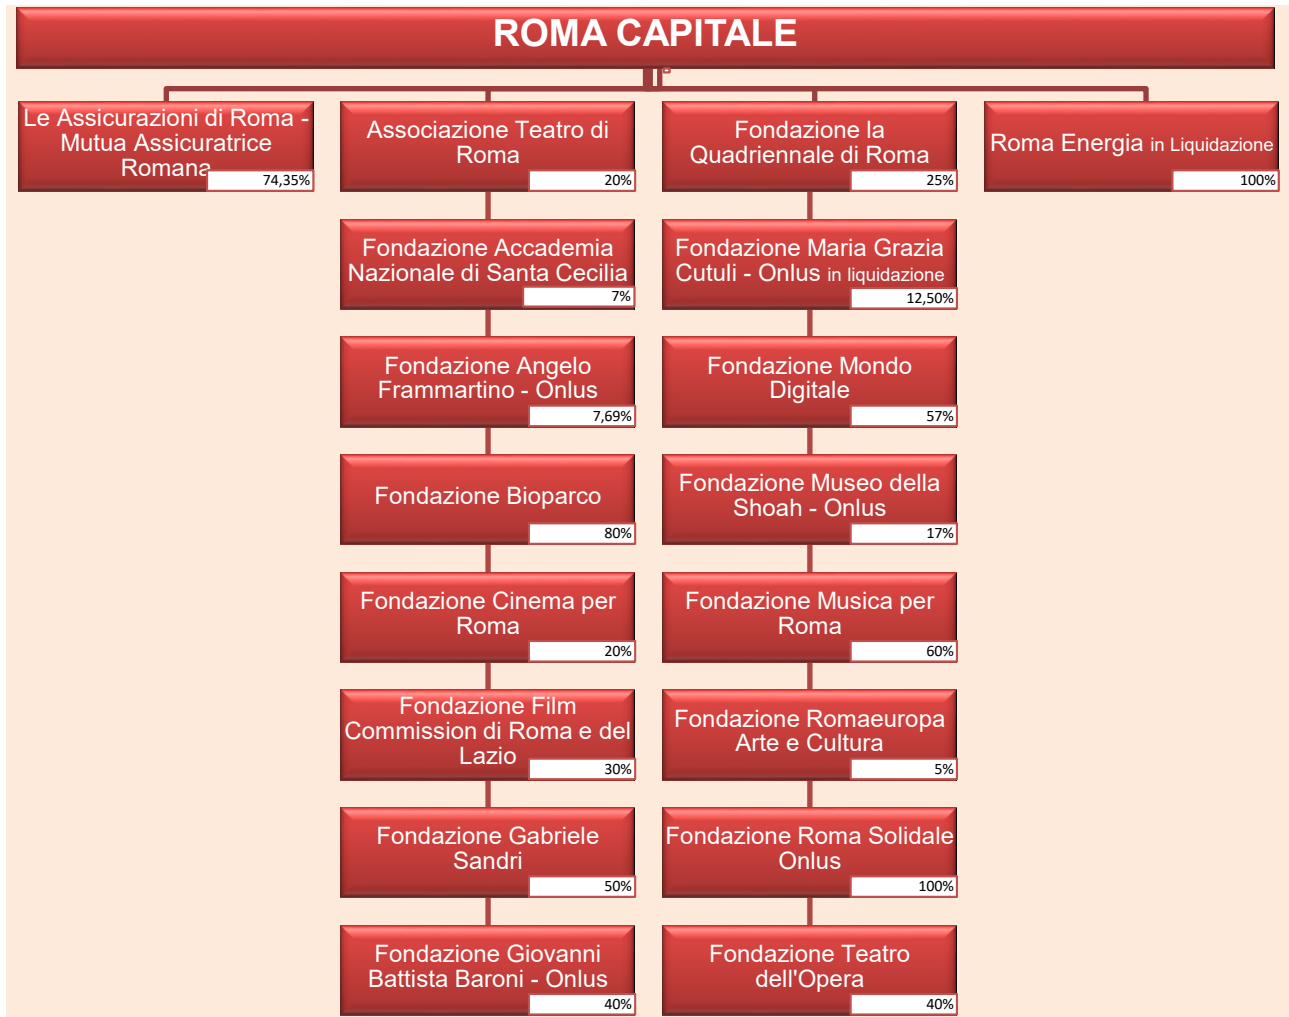 ROMA CAPITALE
Le Assicurazioni di Roma -
Mutua Assicuratrice
Romana
74,35%
Associazione Teatro di
Roma
20%
Fondazione la
Quadriennale di Roma
25%
Roma Energia in Liquidazione
100%
Fondazione Accademia
Nazionale di Santa Cecilia
7%
Fondazione Maria Grazia
Cutuli - Onlus in liquidazione
12,50%
Fondazione Angelo
Frammartino - Onlus
7,69%
Fondazione Mondo
Digitale
57%
Fondazione Bioparco
80%
Fondazione Museo della
Shoah - Onlus
17%
Fondazione Cinema per
Roma
20%
Fondazione Musica per
Roma
60%
Fondazione Film
Commission di Roma e del
Lazio
30%
Fondazione Romaeuropa
Arte e Cultura
5%
Fondazione Gabriele
Sandri
50%
Fondazione Roma Solidale
Onlus
100%
Fondazione Giovanni
Battista Baroni - Onlus
40%
Fondazione Teatro
dell'Opera
40%